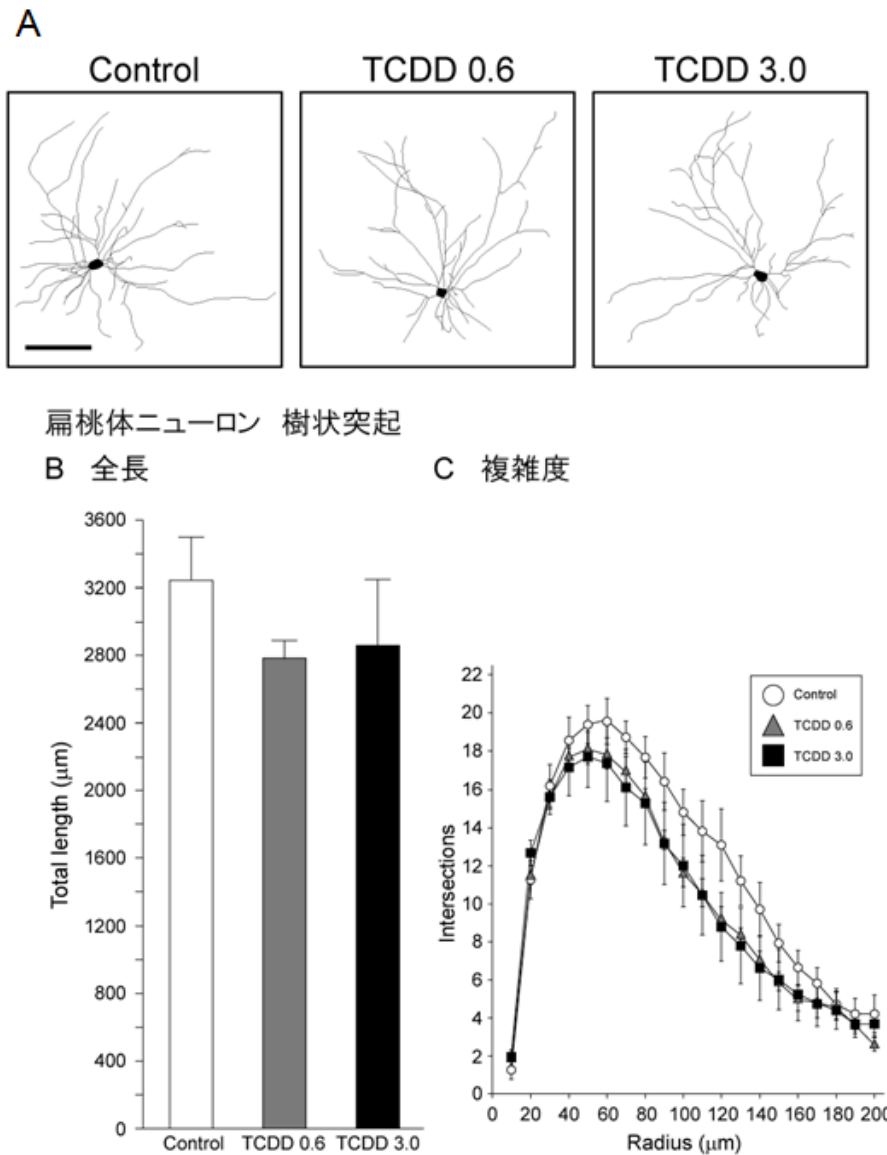 A
Control
TCDD 0.6
TCDD 3.0
扁桃体ニューロン 樹状突起
B 全長
C 複雑度
3600
3200
2800
2400
2000
1600
1200
800
400
0
Total length (μm)
Control TCDD 0.6 TCDD 3.0
22
20
18
16
14
12
10
8
6
4
2
0
Intersections
Control
TCDD 0.6
TCDD 3.0
0 20 40 60 80 100 120 140 160 180 200
Radius (μm)